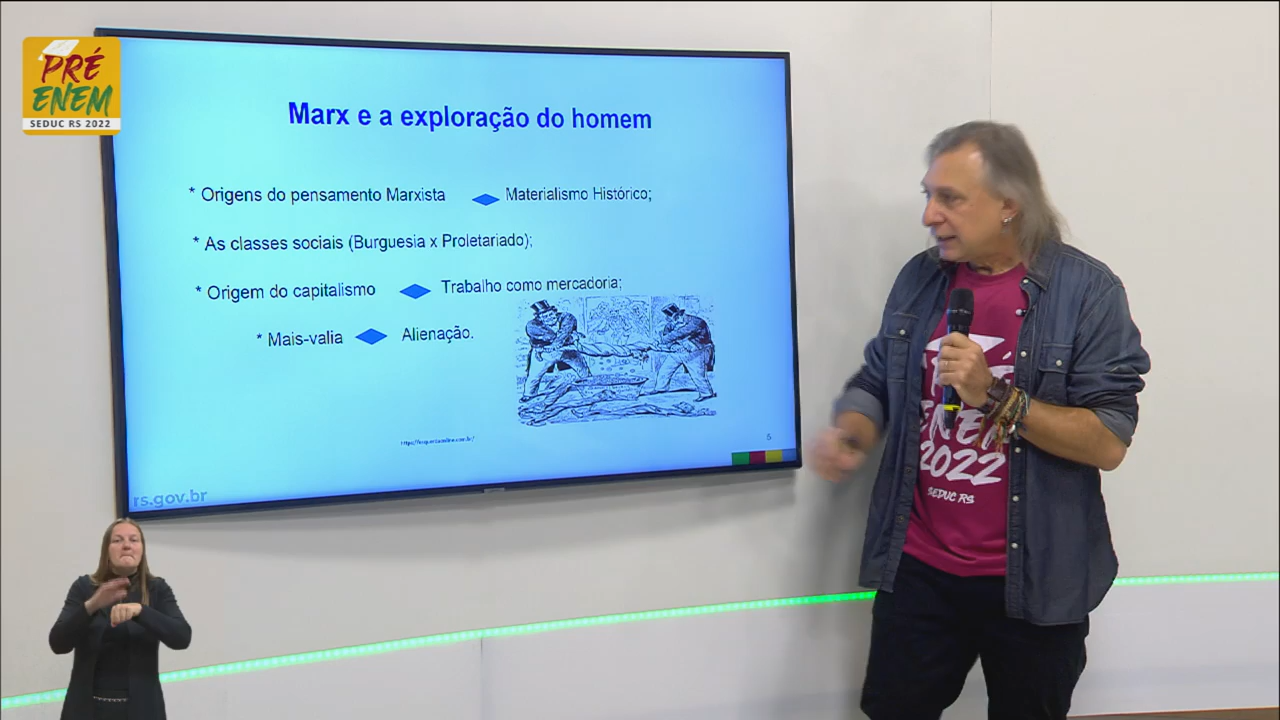 PRÉ
ENEM
SEDUC RS 2022
Marx e a exploração do homem
* Origens do pensamento Marxista
Materialismo Histórico;
* As classes sociais (Burguesia x Proletariado);
* Origem do capitalismo
Trabalho como mercadoria;
* Mais-valia
Alienação.
5
rs.gov.br
2022
SEDUC RS